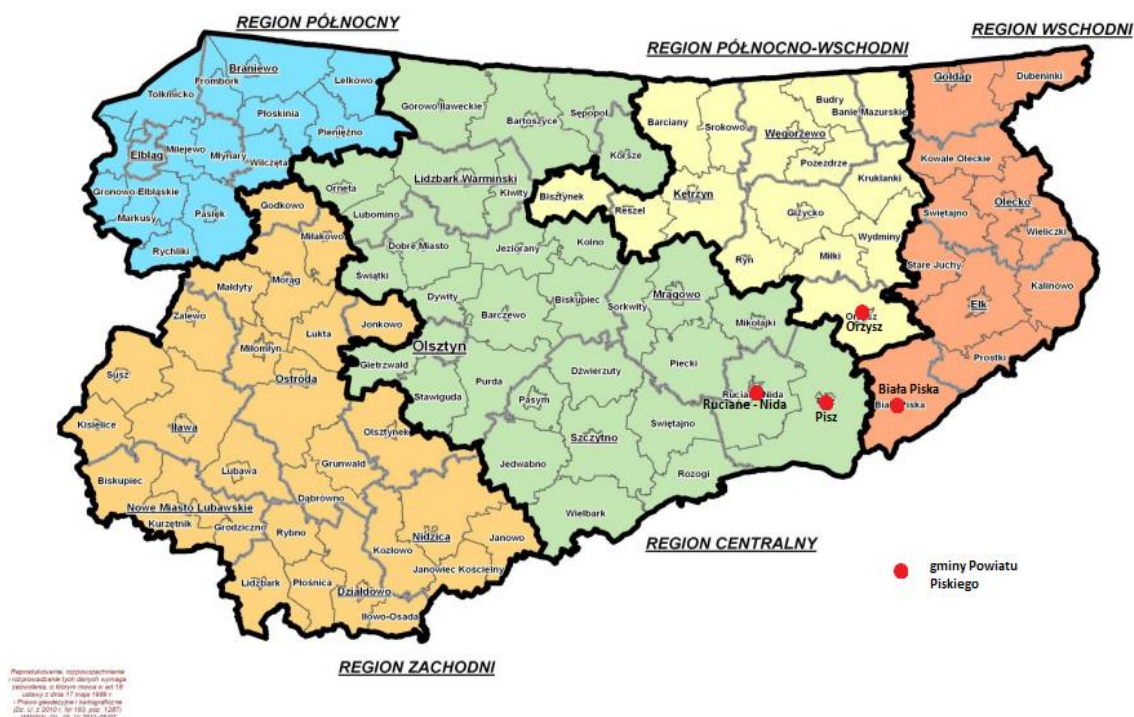 REGION PÓŁNOCNY
REGION WSCHODNI
REGION PÓŁNOCNO-WSCHODNI
Braniewo
Frombork
Lelkowo
Tolkmicko
Płoskinia
Pieniężno
Elbląg
Milejewo
Młynary
Wilczęta
Gronowo Elbląskie
Markusy
Pasłęk
Rychliki
Górowo Iławeckie
Bartoszyce
Sępopol
Korsze
Lidzbark Warmiński
Orneta
Kiwity
Lubomino
Dobre Miasto
Jeziorany
Kolno
Świątki
Dywity
Barczewo
Biskupiec
Sorkwity
Mrągowo
Mikołajki
Olsztyn
Gietrzwałd
Stawiguda
Purda
Dźwierzuty
Piecki
Pasym
Szczytno
Świętajno
Jedwabno
Rozogi
Wielbark
Ruciane - Nida
Pisz
Barciany
Srokowo
Węgorzewo
Budry
Banie Mazurskie
Pozezdrze
Kruklanki
Bisztynek
Reszel
Kętrzyn
Giżycko
Wydminy
Ryn
Miłki
Orzysz
Gołdap
Dubeninki
Kowale Oleckie
Olecko
Świętajno
Wieliczki
Stare Juchy
Kalinowo
Ełk
Prostki
Biała Piska
Godkowo
Miłakowo
Morąg
Małdyty
Zalewo
Łukta
Jonkowo
Miłomłyn
Ostróda
Susz
Iława
Kisielice
Olsztynek
Grunwald
Lubawa
Biskupiec
Dąbrówno
Nowe Miasto Lubawskie
Kurzętnik
Grodziczno
Rybno
Nidzica
Janowo
Kozłowo
Janowiec Kościelny
Lidzbark
Płośnica
Działdowo
Iłowo-Osada
REGION CENTRALNY
gminy Powiatu
Piskiego
REGION ZACHODNI